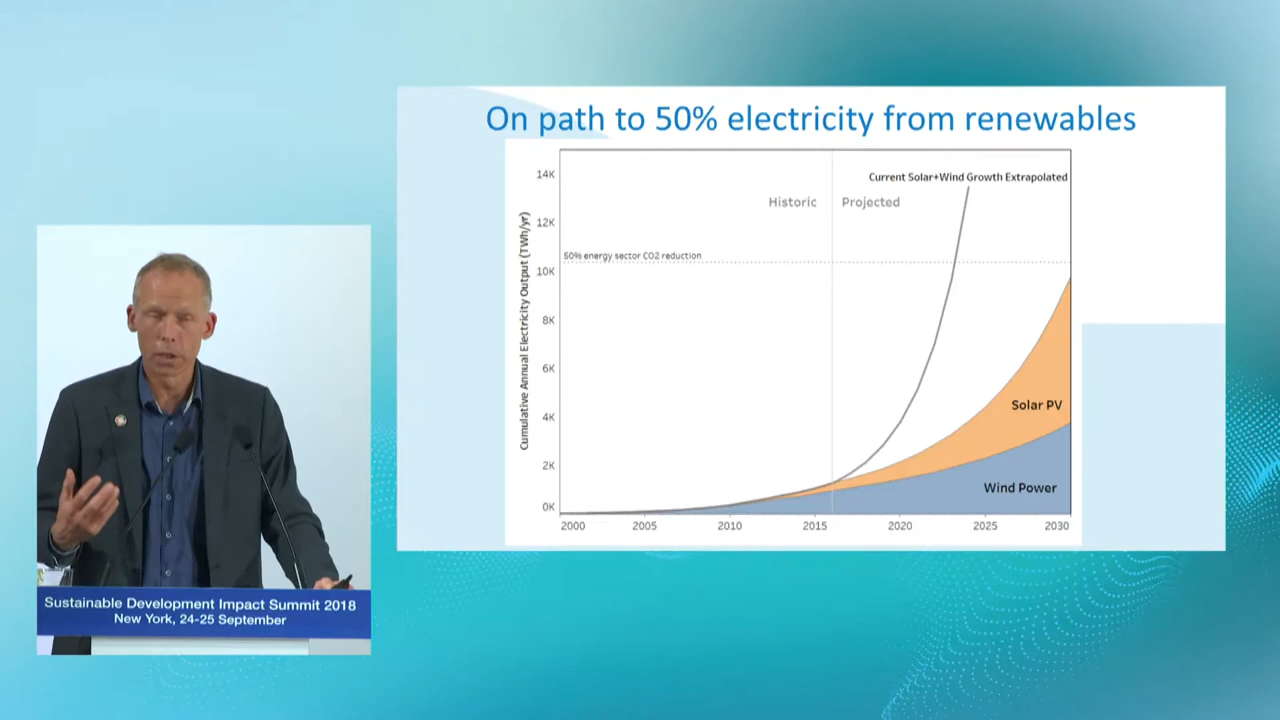 On path to 50% electricity from renewables
14K
12K
10K
8K
6K
4K
2K
0K
Cumulative Annual Electricity Output (TWh/yr)
Current Solar+Wind Growth Extrapolated
Historic
Projected
50% energy sector CO2 reduction
Solar PV
Wind Power
2000
2005
2010
2015
2020
2025
2030
Sustainable Development Impact Summit 2018
New York, 24-25 September